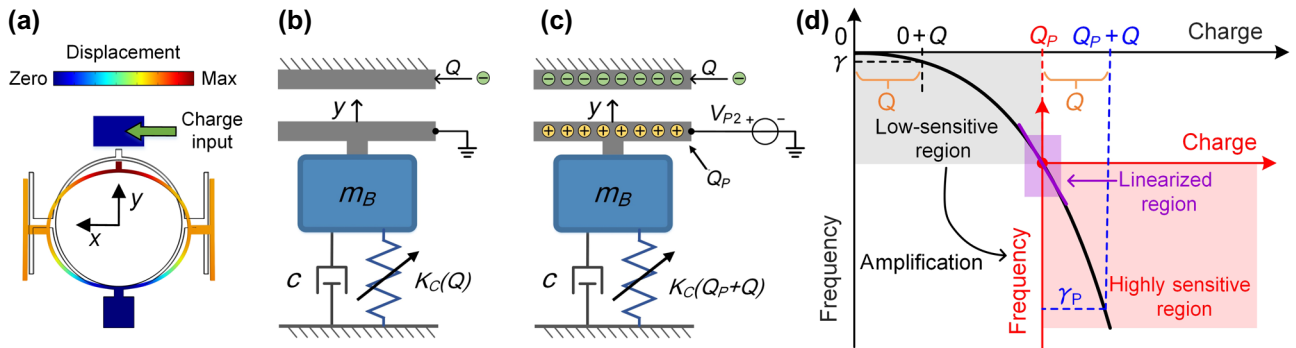 (a)
Displacement
Zero
Max
Charge
input
y
x
(b)
Q
−
y
m_B
c
K_C(Q)
(c)
− − − − − − − −
Q
−
y
V_P2
+
−
+ + + + + + + +
Q_P
m_B
c
K_C(Q_P+Q)
(d)
0
0+Q
Q_P
Q_P+Q
Charge
γ
Q
Q
Low-sensitive
region
Charge
Linearized
region
Amplification
Frequency
Frequency
γ_P
Highly sensitive
region